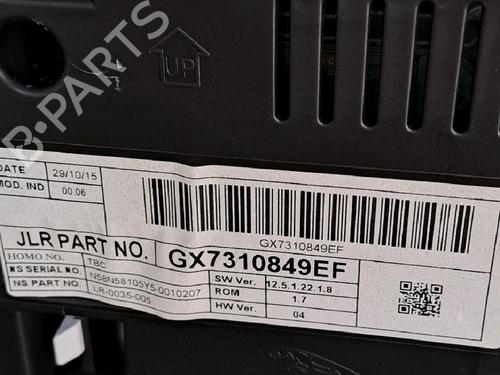 B-PARTS
UP
DATE 29/10/15
MOD. IND 00.06
GX7310849EF
JLR PART NO. GX7310849EF
HOMO NO. TBC
NS SERIAL NO. N58N58105Y5-0010207
NS PART NO. LR-0035-005
SW Ver. 12.5.1.22.1.8
ROM 1.7
HW Ver. 04